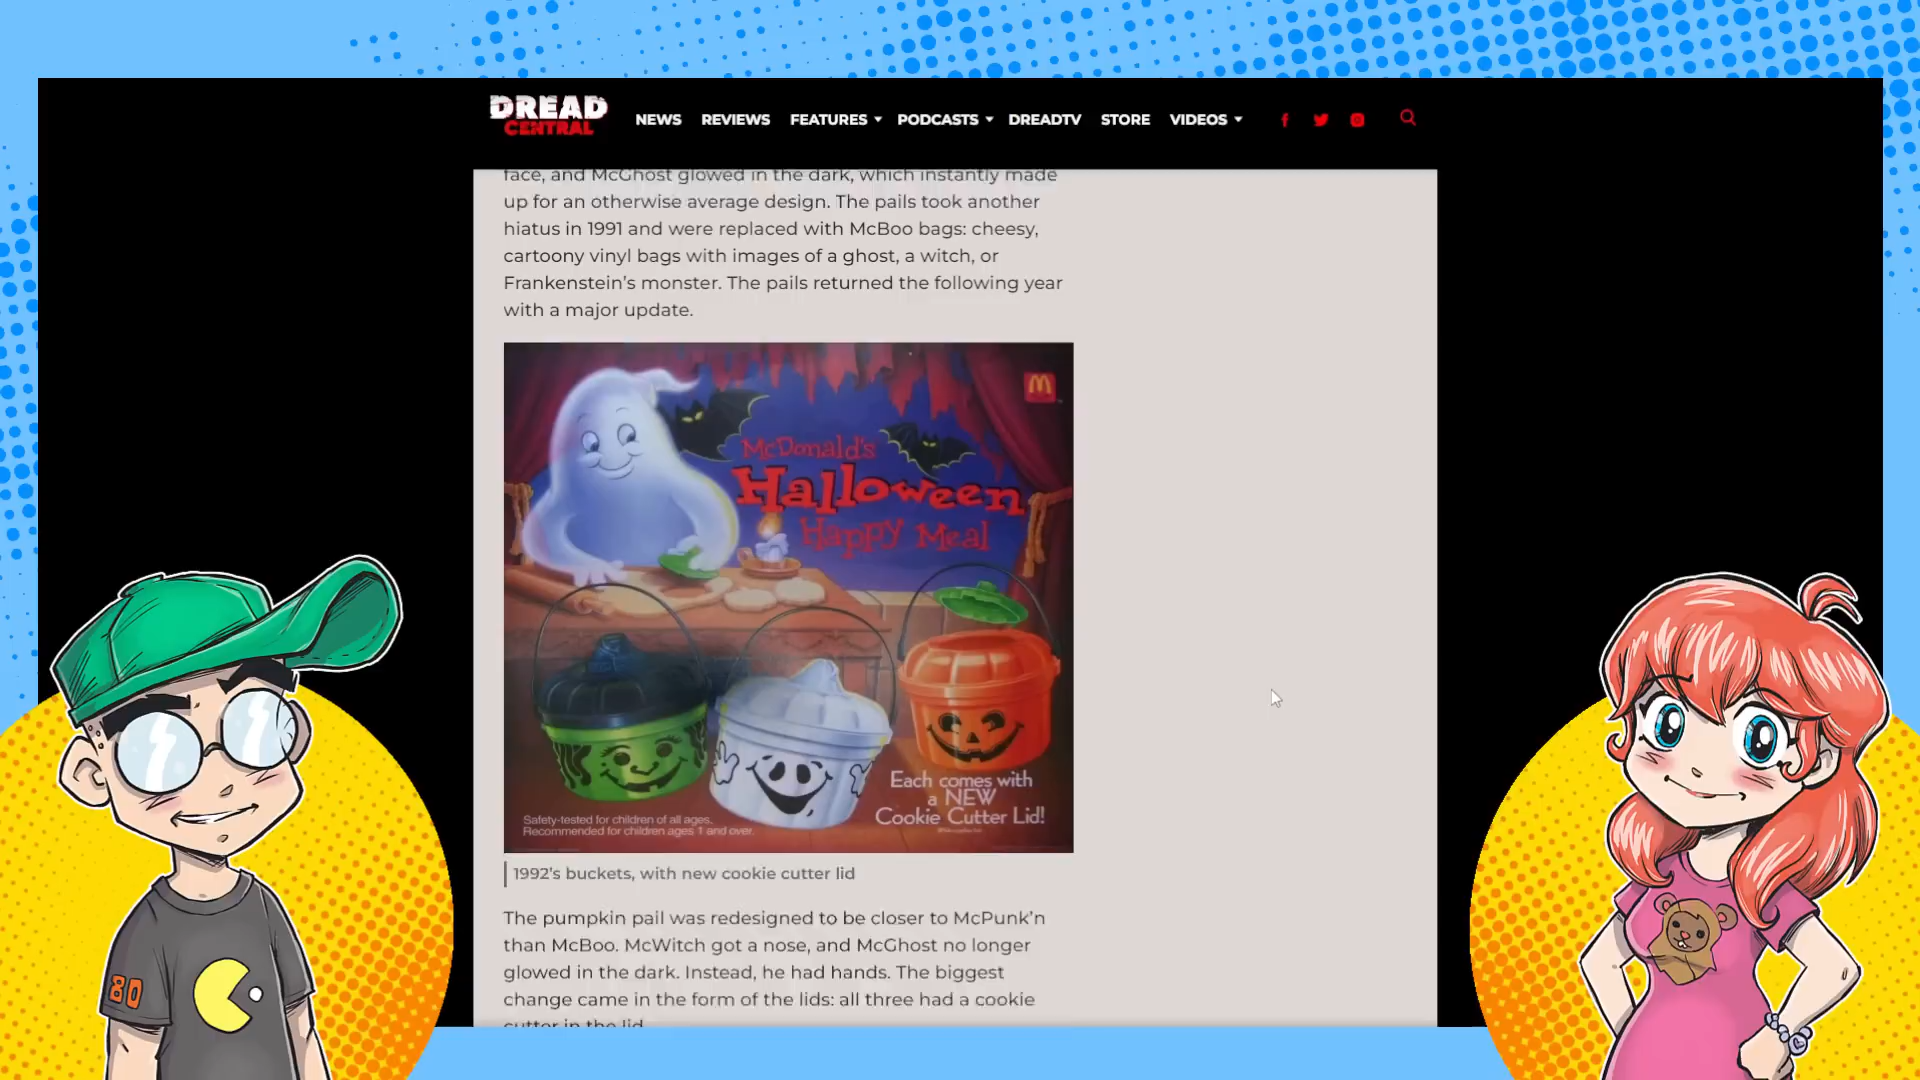 DREAD
CENTRAL
NEWS REVIEWS FEATURES PODCASTS DREADTV STORE VIDEOS
face, and McGhost glowed in the dark, which instantly made
up for an otherwise average design. The pails took another
hiatus in 1991 and were replaced with McBoo bags: cheesy,
cartoony vinyl bags with images of a ghost, a witch, or
Frankenstein's monster. The pails returned the following year
with a major update.
McDonald's
Halloween
Happy Meal
Each comes with
a NEW
Cookie Cutter Lid!
Safety-tested for children of all ages.
Recommended for children ages 1 and over.
1992's buckets, with new cookie cutter lid
The pumpkin pail was redesigned to be closer to McPunk'n
than McBoo. McWitch got a nose, and McGhost no longer
glowed in the dark. Instead, he had hands. The biggest
change came in the form of the lids: all three had a cookie
cutter in the lid
80